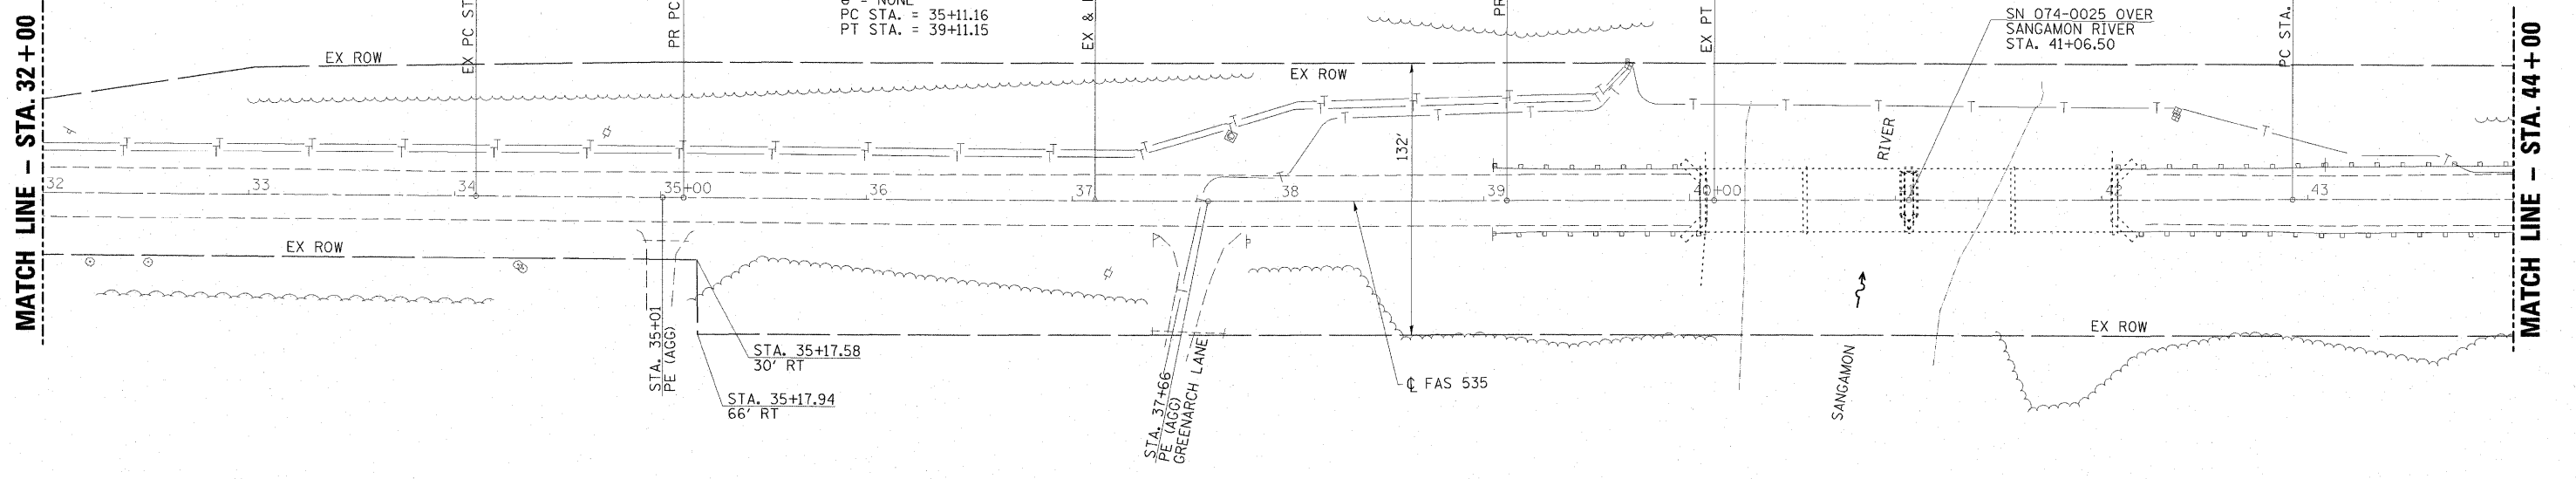 MATCH LINE - STA. 32+00
EX ROW
EX PC ST
PR PC
e = NONE
PC STA. = 35+11.16
PT STA. = 39+11.15
EX &
EX ROW
PR
EX PT
SN 074-0025 OVER
SANGAMON RIVER
STA. 41+06.50
PC STA.
MATCH LINE - STA. 44+00
132'
RIVER
32
33
34
35+00
36
37
38
39
40+00
42
43
EX ROW
STA. 35+01
PE (AGG)
STA. 35+17.58
30' RT
STA. 35+17.94
66' RT
STA. 37+66
PE (AGG)
GREENARCH LANE
℄ FAS 535
SANGAMON
EX ROW